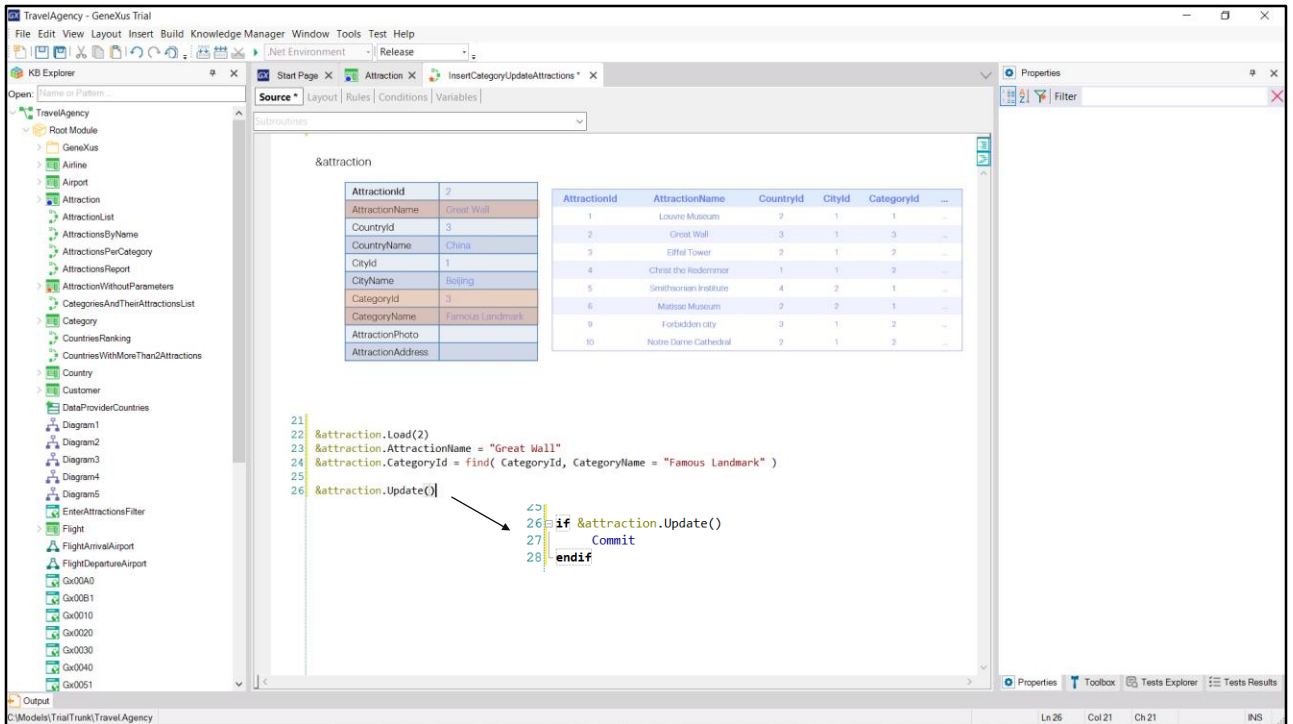 TravelAgency - GeneXus Trial
File Edit View Layout Insert Build Knowledge Manager Window Tools Test Help
.Net Environment Release
KB Explorer
Open: Name or Pattern...
TravelAgency
Root Module
GeneXus
Airline
Airport
Attraction
AttractionList
AttractionsByName
AttractionsPerCategory
AttractionsReport
AttractionWithoutParameters
CategoriesAndTheirAttractionsList
Category
CountriesRanking
CountriesWithMoreThan2Attractions
Country
Customer
DataProviderCountries
Diagram1
Diagram2
Diagram3
Diagram4
Diagram5
EnterAttractionsFilter
Flight
FlightArrivalAirport
FlightDepartureAirport
Gx00A0
Gx00B1
Gx0010
Gx0020
Gx0030
Gx0040
Gx0051
Start Page Attraction InsertCategoryUpdateAttractions *
Source * Layout Rules Conditions Variables
Subroutines
&attraction
AttractionId 2
AttractionName Great Wall
CountryId 3
CountryName China
CityId 1
CityName Beijing
CategoryId 3
CategoryName Famous Landmark
AttractionPhoto
AttractionAddress
AttractionId AttractionName CountryId CityId CategoryId ...
1 Louvre Museum 2 1 1 ...
2 Great Wall 3 1 3 ...
3 Eiffel Tower 2 1 2 ...
4 Christ the Redemmer 1 1 2 ...
5 Smithsonian Institute 4 2 1 ...
6 Matisse Museum 2 2 1 ...
9 Forbidden city 3 1 2 ...
10 Notre Dame Cathedral 2 1 2 ...
21
22 &attraction.Load(2)
23 &attraction.AttractionName = "Great Wall"
24 &attraction.CategoryId = find( CategoryId, CategoryName = "Famous Landmark" )
25
26 &attraction.Update()
25
26 if &attraction.Update()
27 Commit
28 endif
Properties
Filter
Properties Toolbox Tests Explorer Tests Results
Output
C:\Models\TrialTrunk\Travel.Agency
Ln 26 Col 21 Ch 21 INS